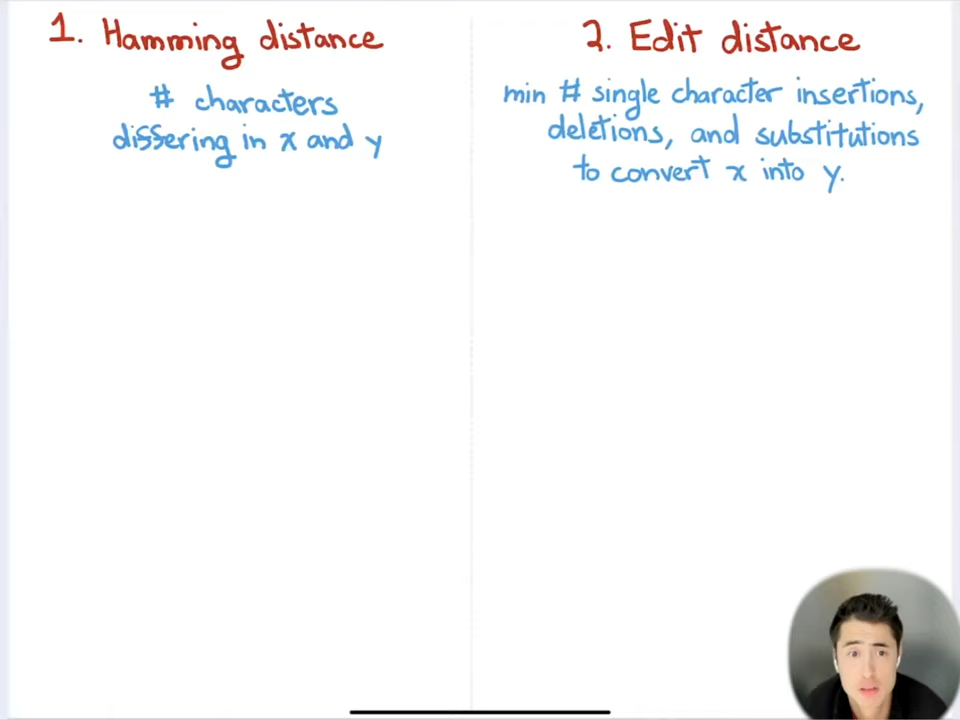 1. Hamming distance
# characters
differing in x and y
2. Edit distance
min # single character insertions,
deletions, and substitutions
to convert x into y.